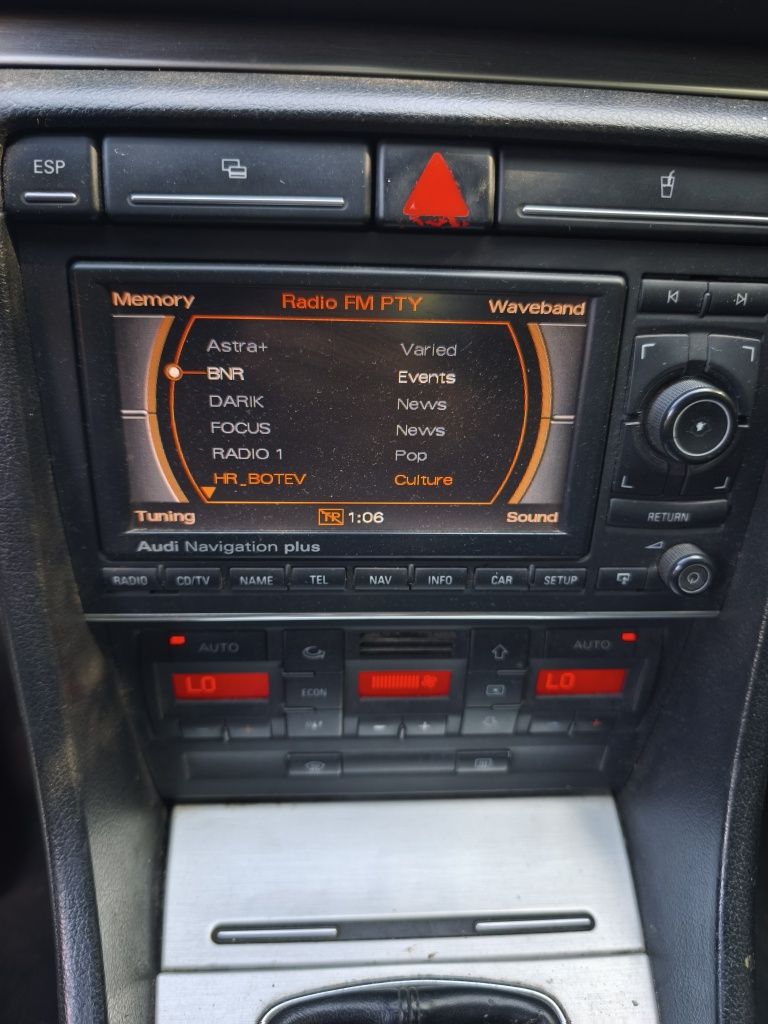 ESP
Memory Radio FM PTY Waveband
Astra+ Varied
BNR Events
DARIK News
FOCUS News
RADIO 1 Pop
HR_BOTEV Culture
Tuning TR 1:06 Sound
Audi Navigation plus
RETURN
RADIO CD/TV NAME TEL NAV INFO CAR SETUP
AUTO AUTO
LO LO
ECON